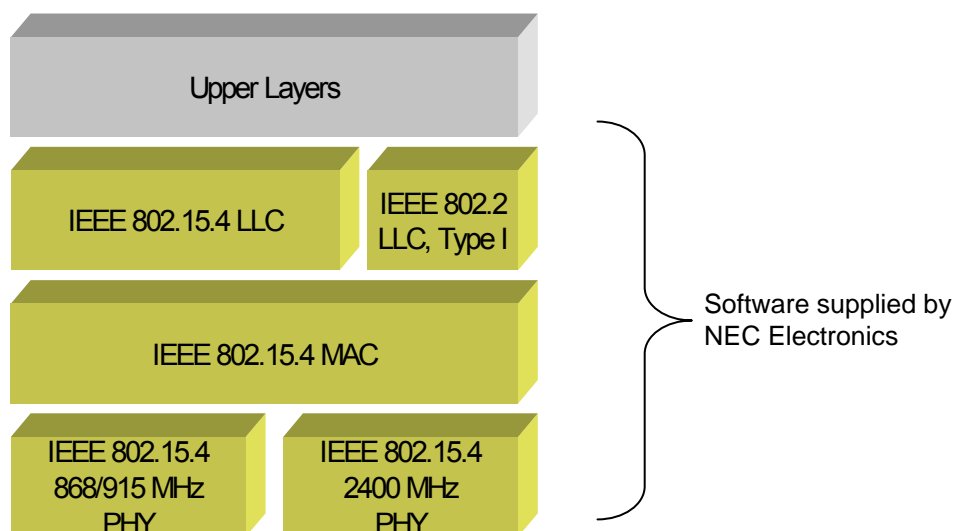 Upper Layers
IEEE 802.15.4 LLC
IEEE 802.2
LLC, Type I
IEEE 802.15.4 MAC
Software supplied by
NEC Electronics
IEEE 802.15.4
868/915 MHz
PHY
IEEE 802.15.4
2400 MHz
PHY